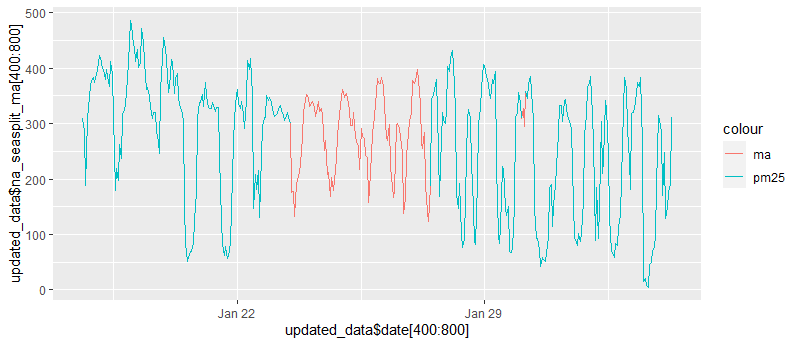 updated_data$na_seasplit_ma[400:800]
500
400
300
200
100
0
Jan 22
Jan 29
updated_data$date[400:800]
colour
ma
pm25